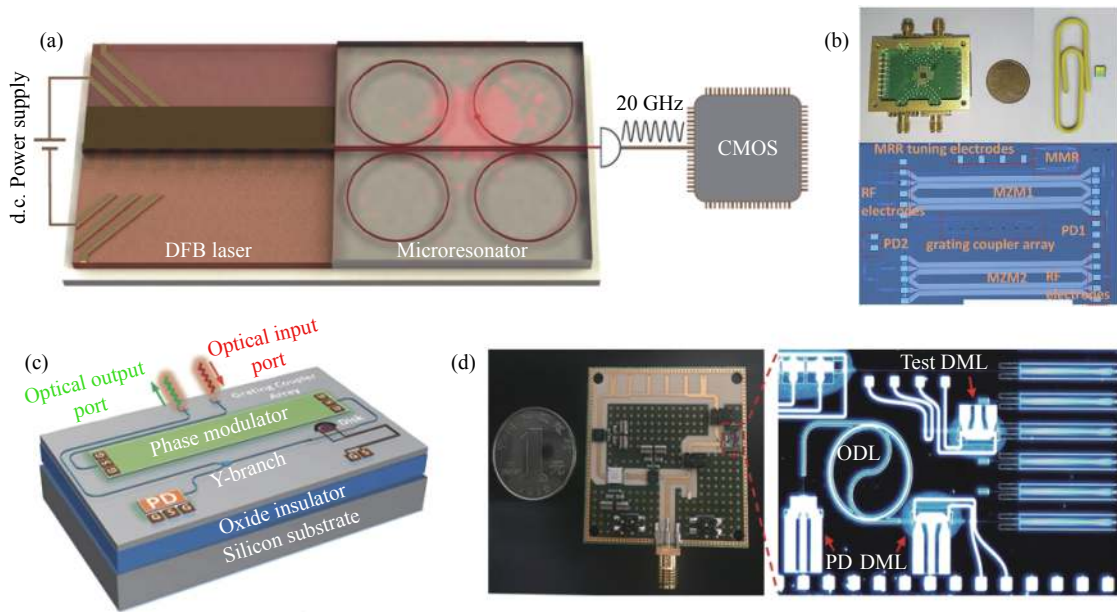 (a)
d.c. Power supply
DFB laser
Microresonator
20 GHz
CMOS
(b)
MRR tuning electrodes
MMR
RF
electrodes
MZM1
PD1
PD2
grating coupler array
MZM2
RF
electrodes
(c)
Optical input
port
Optical output
port
Grating Coupler
Array
Phase modulator
Disk
Y-branch
PD
G S G
G S G
G S G
Oxide insulator
Silicon substrate
(d)
1
Test DML
ODL
PD DML